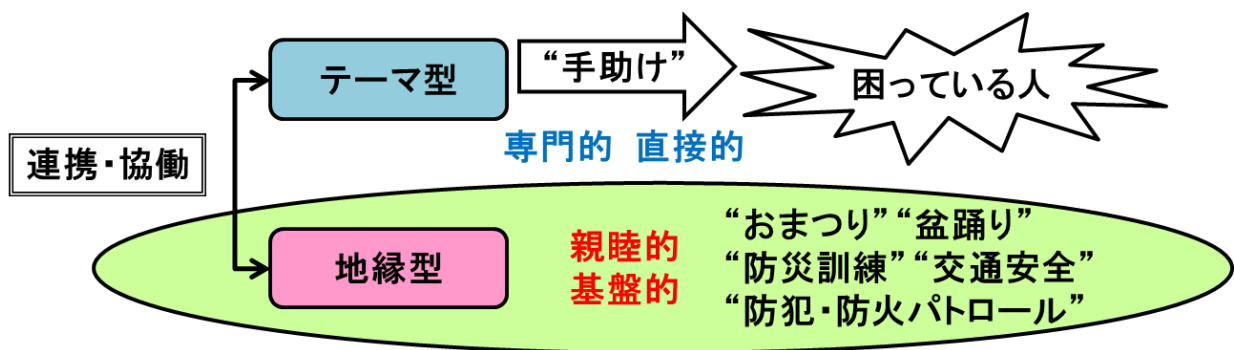 テーマ型
“手助け”
困っている人
専門的 直接的
連携・協働
地縁型
親睦的
基盤的
“おまつり” “盆踊り”
“防災訓練” “交通安全”
“防犯・防火パトロール”